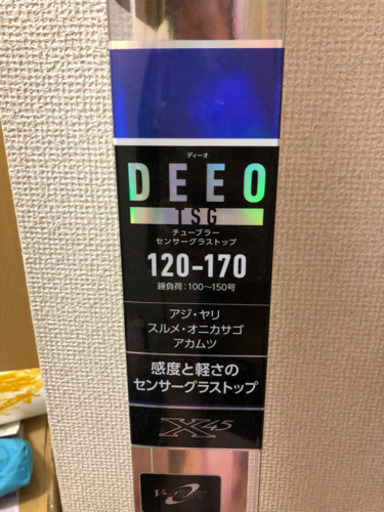 ディーオ
DEEO
TSG
チューブラー
センサーグラストップ
120-170
錘負荷:100〜150号
アジ・ヤリ
スルメ・オニカサゴ
アカムツ
感度と軽さの
センサーグラストップ
X45